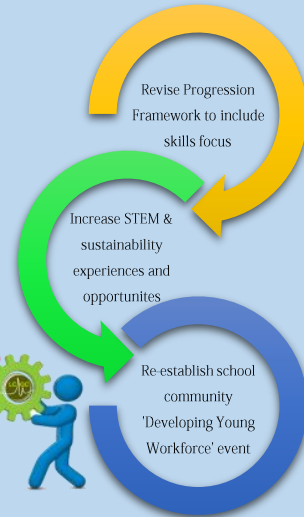 Revise Progression
Framework to include
skills focus
Increase STEM &
sustainability
experiences and
opportunites
Re-establish school
community
'Developing Young
Workforce' event